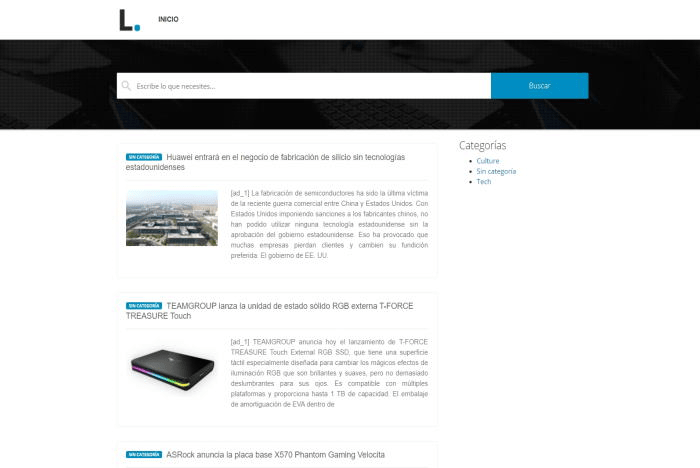 L. INICIO
Escribe lo que necesites...
Buscar
SIN CATEGORÍA Huawei entrará en el negocio de fabricación de silicio sin tecnologías
estadounidenses
[ad_1] La fabricación de semiconductores ha sido la última víctima
de la reciente guerra comercial entre China y Estados Unidos. Con
Estados Unidos imponiendo sanciones a los fabricantes chinos, no
han podido utilizar ninguna tecnología estadounidense sin la
aprobación del gobierno estadounidense. Eso ha provocado que
muchas empresas pierdan clientes y cambien su fundición
preferida. El gobierno de EE. UU.
SIN CATEGORÍA TEAMGROUP lanza la unidad de estado sólido RGB externa T-FORCE
TREASURE Touch
[ad_1] TEAMGROUP anuncia hoy el lanzamiento de T-FORCE
TREASURE Touch External RGB SSD, que tiene una superficie
táctil especialmente diseñada para cambiar los mágicos efectos de
iluminación RGB que son brillantes y suaves, pero no demasiado
deslumbrantes para sus ojos. Es compatible con múltiples
plataformas y proporciona hasta 1 TB de capacidad. El embalaje
de amortiguación de EVA dentro de
SIN CATEGORÍA ASRock anuncia la placa base X570 Phantom Gaming Velocita
Categorías
Culture
Sin categoría
Tech